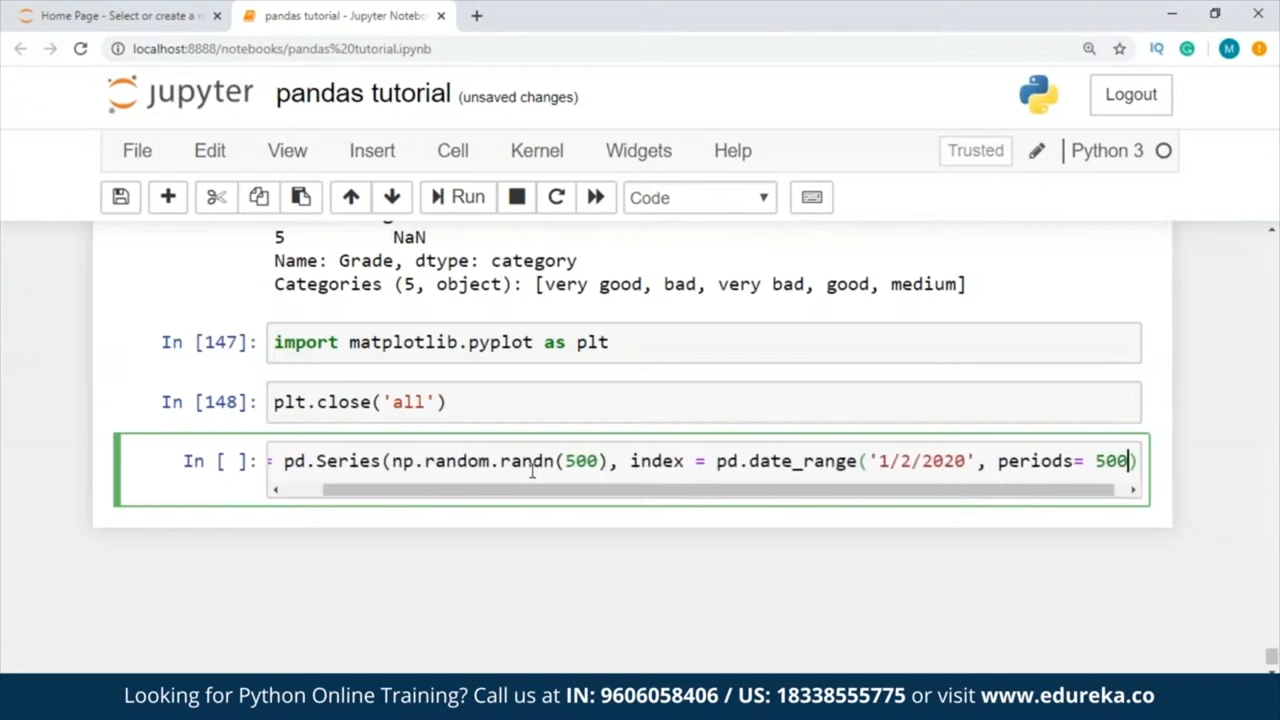 Home Page - Select or create a n
pandas tutorial - Jupyter Notebo
localhost:8888/notebooks/pandas%20tutorial.ipynb
IQ
M
jupyter pandas tutorial (unsaved changes)
Logout
File Edit View Insert Cell Kernel Widgets Help
Trusted Python 3
Run Code
5 NaN
Name: Grade, dtype: category
Categories (5, object): [very good, bad, very bad, good, medium]
In [147]: import matplotlib.pyplot as plt
In [148]: plt.close('all')
In [ ]: = pd.Series(np.random.randn(500), index = pd.date_range('1/2/2020', periods= 500)
Looking for Python Online Training? Call us at IN: 9606058406 / US: 18338555775 or visit www.edureka.co